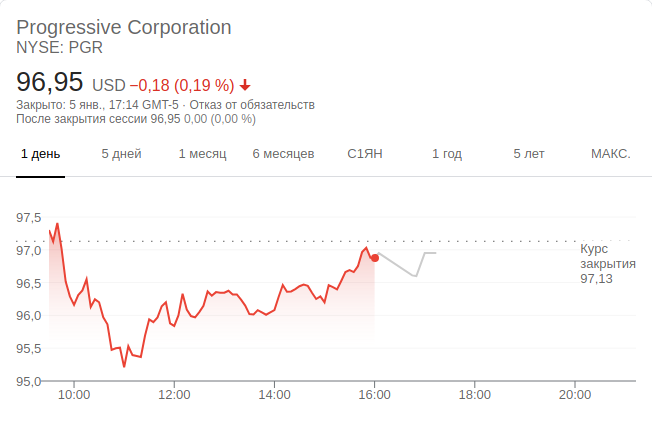 Progressive Corporation
NYSE: PGR
96,95 USD −0,18 (0,19 %)
Закрыто: 5 янв., 17:14 GMT-5 · Отказ от обязательств
После закрытия сессии 96,95 0,00 (0,00 %)
1 день 5 дней 1 месяц 6 месяцев С1ЯН 1 год 5 лет МАКС.
97,5
97,0
96,5
96,0
95,5
95,0
Курс
закрытия
97,13
10:00 12:00 14:00 16:00 18:00 20:00